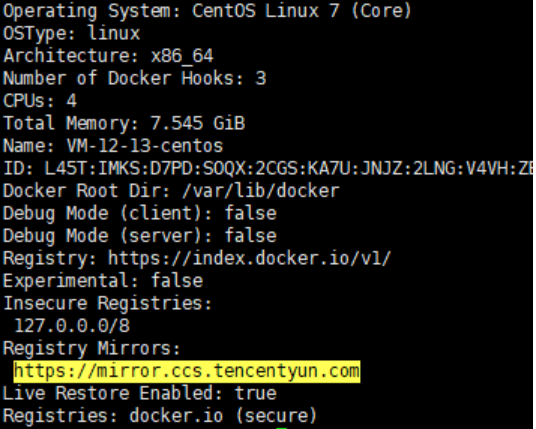 Operating System: CentOS Linux 7 (Core)
OSType: linux
Architecture: x86_64
Number of Docker Hooks: 3
CPUs: 4
Total Memory: 7.545 GiB
Name: VM-12-13-centos
ID: L45T:IMKS:D7PD:SOQX:2CGS:KA7U:JNJZ:2LNG:V4VH:ZE
Docker Root Dir: /var/lib/docker
Debug Mode (client): false
Debug Mode (server): false
Registry: https://index.docker.io/v1/
Experimental: false
Insecure Registries:
 127.0.0.0/8
Registry Mirrors:
 https://mirror.ccs.tencentyun.com
Live Restore Enabled: true
Registries: docker.io (secure)